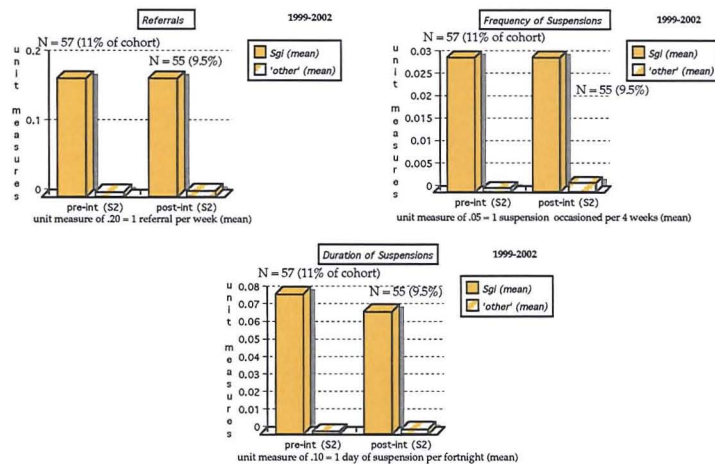 Referrals
1999-2002
N = 57 (11% of cohort)
N = 55 (9.5%)
Sgi (mean)
'other' (mean)
unit measures
0.2
0.1
0
pre-int (S2) post-int (S2)
unit measure of .20 = 1 referral per week (mean)
Frequency of Suspensions
1999-2002
N = 57 (11% of cohort)
Sgi (mean)
'other' (mean)
N = 55 (9.5%)
unit measures
0.03
0.025
0.02
0.015
0.01
0.005
0
pre-int (S2) post-int (S2)
unit measure of .05 = 1 suspension occasioned per 4 weeks (mean)
Duration of Suspensions
1999-2002
N = 57 (11% of cohort)
N = 55 (9.5%)
Sgi (mean)
'other' (mean)
unit measures
0.08
0.07
0.06
0.05
0.04
0.03
0.02
0.01
0
pre-int (S2) post-int (S2)
unit measure of .10 = 1 day of suspension per fortnight (mean)